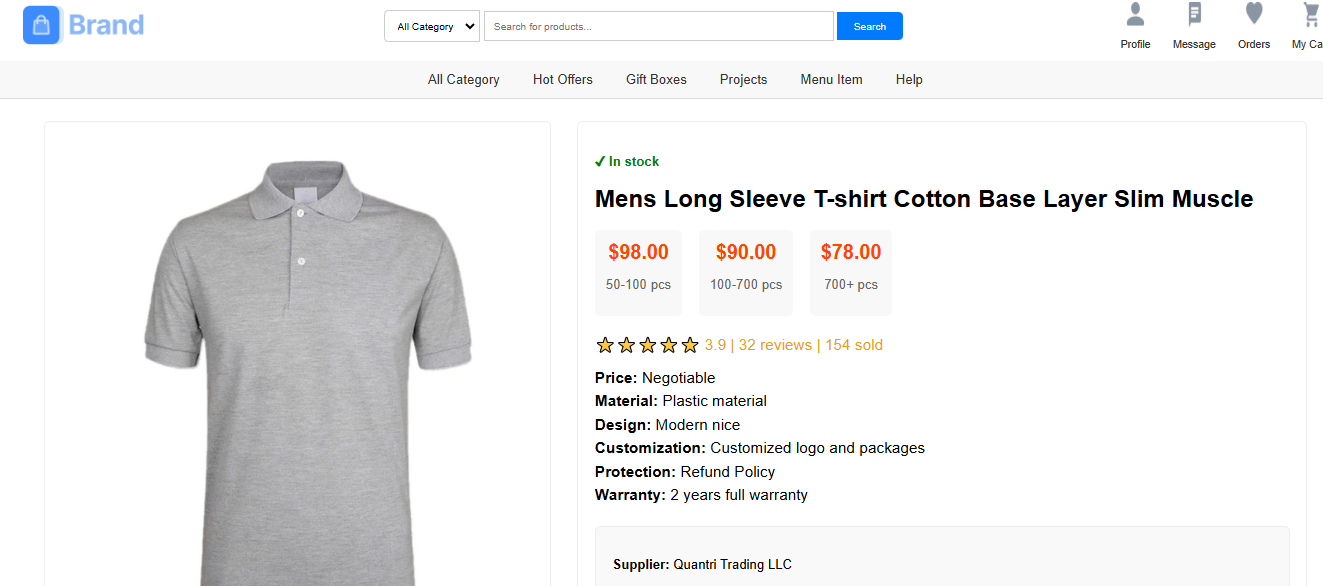 Brand
All Category
Search for products...
Search
Profile
Message
Orders
My Ca
All Category Hot Offers Gift Boxes Projects Menu Item Help
✓ In stock
Mens Long Sleeve T-shirt Cotton Base Layer Slim Muscle
$98.00 $90.00 $78.00
50-100 pcs 100-700 pcs 700+ pcs
3.9 | 32 reviews | 154 sold
Price: Negotiable
Material: Plastic material
Design: Modern nice
Customization: Customized logo and packages
Protection: Refund Policy
Warranty: 2 years full warranty
Supplier: Quantri Trading LLC